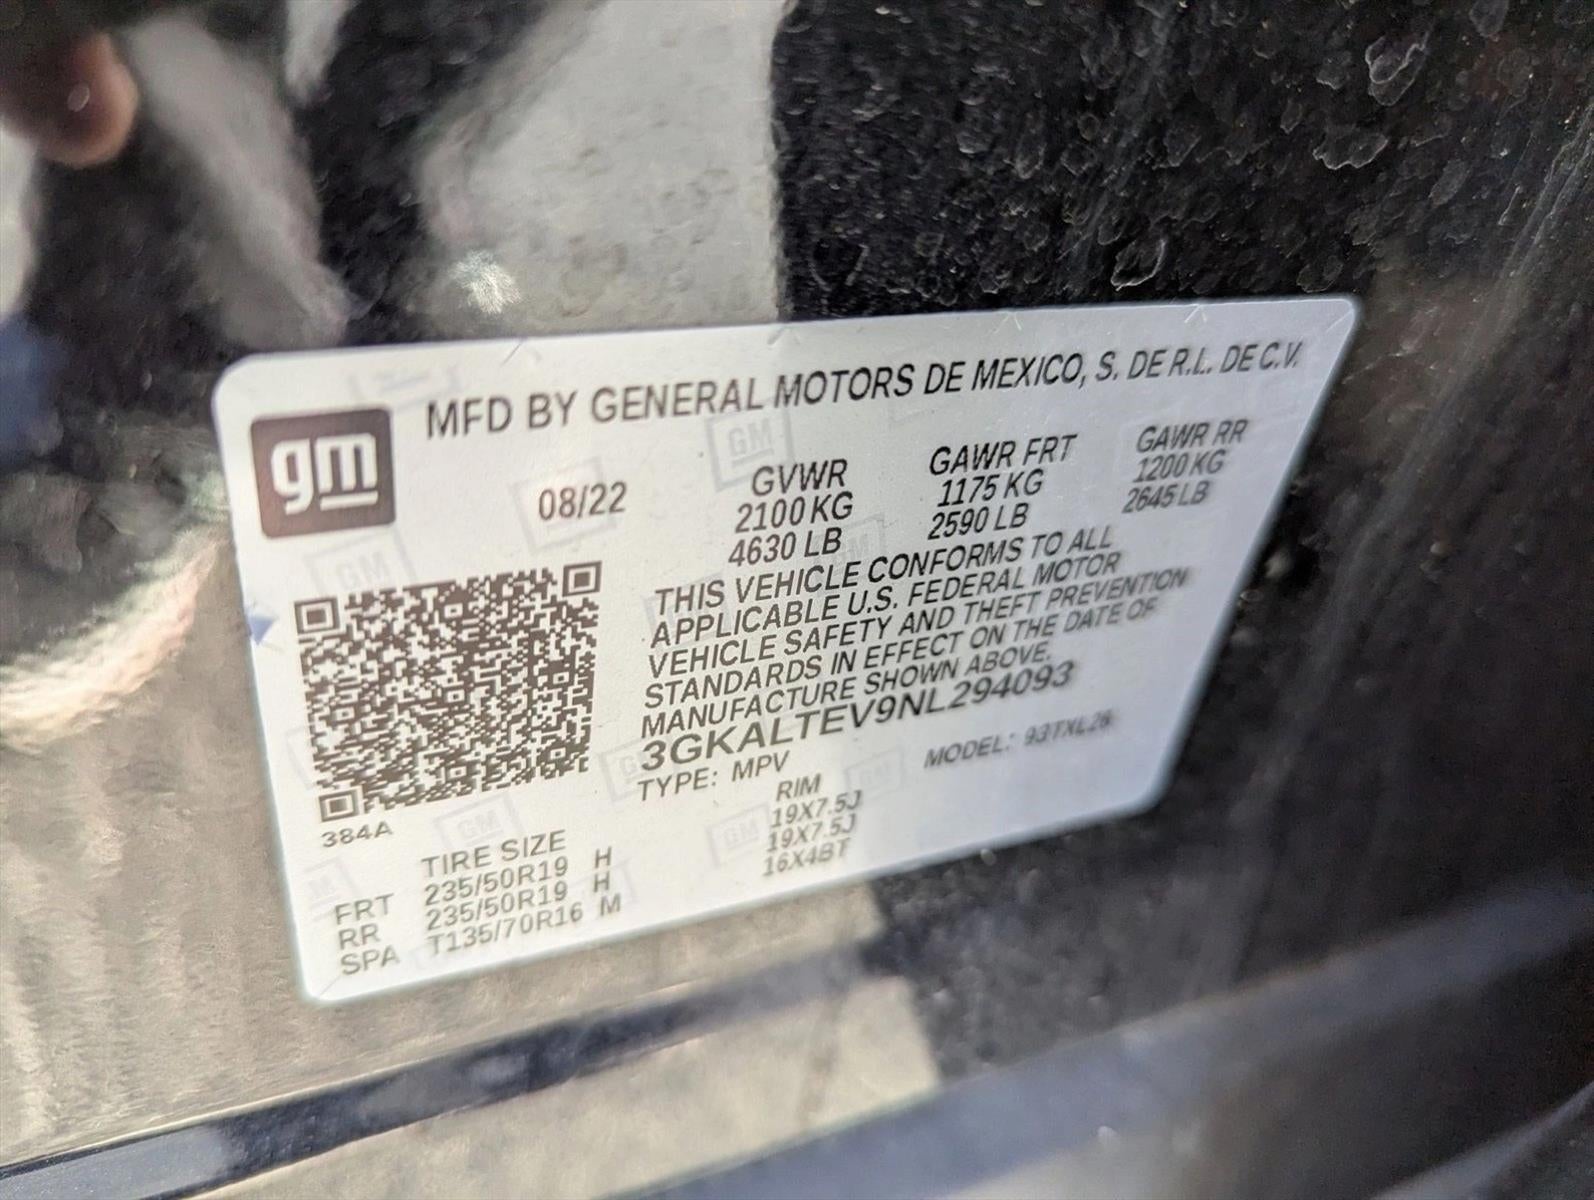 gm
MFD BY GENERAL MOTORS DE MEXICO, S. DE R.L. DE C.V.
08/22
GVWR
2100 KG
4630 LB
GAWR FRT
1175 KG
2590 LB
GAWR RR
1200 KG
2645 LB
THIS VEHICLE CONFORMS TO ALL
APPLICABLE U.S. FEDERAL MOTOR
VEHICLE SAFETY AND THEFT PREVENTION
STANDARDS IN EFFECT ON THE DATE OF
MANUFACTURE SHOWN ABOVE.
3GKALTEV9NL294093
TYPE: MPV
MODEL: 93TXL26
384A
TIRE SIZE
RIM
FRT 235/50R19 H 19X7.5J
RR 235/50R19 H 19X7.5J
SPA T135/70R16 M 16X4BT